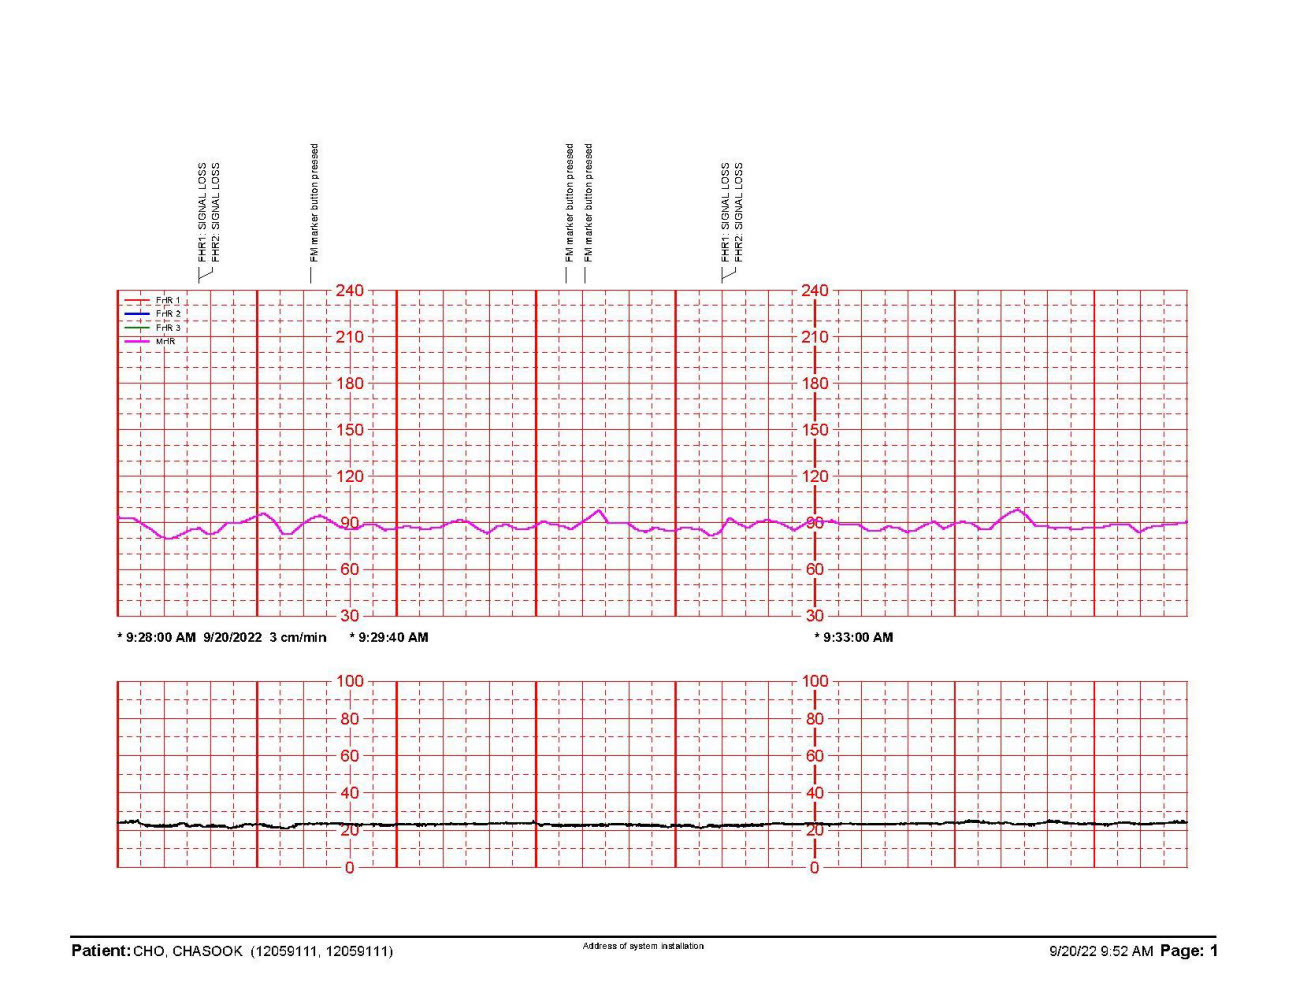 FHR1: SIGNAL LOSS
FHR2: SIGNAL LOSS
FM marker button pressed
FM marker button pressed
FM marker button pressed
FHR1: SIGNAL LOSS
FHR2: SIGNAL LOSS
FHR 1
FHR 2
FHR 3
MHR
240 240
210 210
180 180
150 150
120 120
90 90
60 60
30 30
* 9:28:00 AM 9/20/2022 3 cm/min * 9:29:40 AM * 9:33:00 AM
100 100
80 80
60 60
40 40
20 20
0 0
Patient: CHO, CHASOOK (12059111, 12059111) Address of system installation 9/20/22 9:52 AM Page: 1